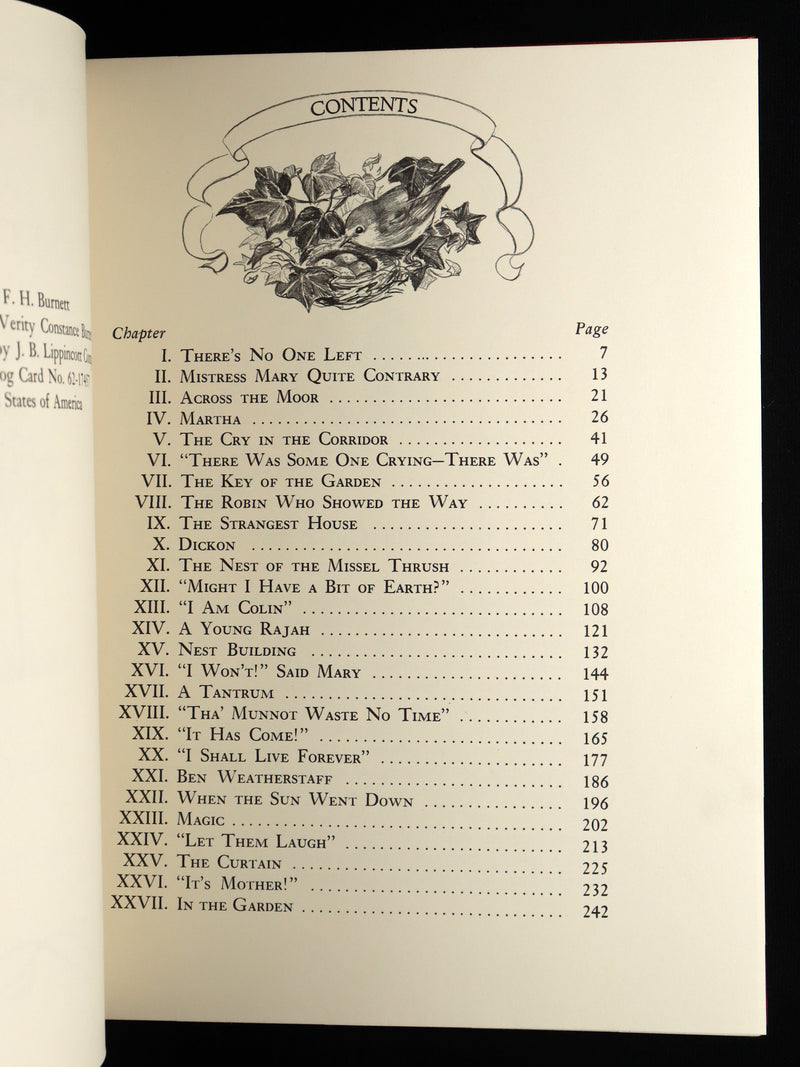 F. H. Burnett
Verity Constance
by J. B. Lippincott
Card No. 62-17457
States of America
CONTENTS
Chapter Page
I. THERE'S NO ONE LEFT ................................ 7
II. MISTRESS MARY QUITE CONTRARY ............ 13
III. ACROSS THE MOOR ................................ 21
IV. MARTHA ................................ 26
V. THE CRY IN THE CORRIDOR ................................ 41
VI. “THERE WAS SOME ONE CRYING—THERE WAS” . 49
VII. THE KEY OF THE GARDEN .................... 56
VIII. THE ROBIN WHO SHOWED THE WAY .......... 62
IX. THE STRANGEST HOUSE ...................... 71
X. DICKON ................................ 80
XI. THE NEST OF THE MISSEL THRUSH ............ 92
XII. “MIGHT I HAVE A BIT OF EARTH?” ............ 100
XIII. “I AM COLIN” ............................ 108
XIV. A YOUNG RAJAH .......................... 121
XV. NEST BUILDING ........................... 132
XVI. “I WON'T!” SAID MARY .................... 144
XVII. A TANTRUM ............................. 151
XVIII. “THA' MUNNOT WASTE NO TIME” ............ 158
XIX. “IT HAS COME!” .......................... 165
XX. “I SHALL LIVE FOREVER” .................... 177
XXI. BEN WEATHERSTAFF ........................ 186
XXII. WHEN THE SUN WENT DOWN ................ 196
XXIII. MAGIC ................................ 202
XXIV. “LET THEM LAUGH” ........................ 213
XXV. THE CURTAIN ............................. 225
XXVI. “IT'S MOTHER!” ........................... 232
XXVII. IN THE GARDEN ........................... 242